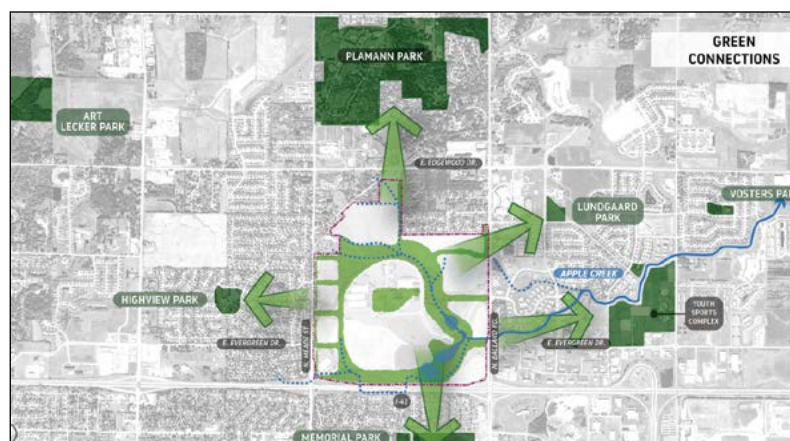 GREEN
CONNECTIONS
PLAMANN PARK
ART
LECKER PARK
E. EDGEWOOD DR.
VOSTERS PA
LUNDGAARD
PARK
APPLE CREEK
HIGHVIEW PARK
YOUTH
SPORTS
COMPLEX
E. EVERGREEN DR.
N. MEADE ST.
N. BALLARD RD.
E. EVERGREEN DR.
I-41
MEMORIAL PARK